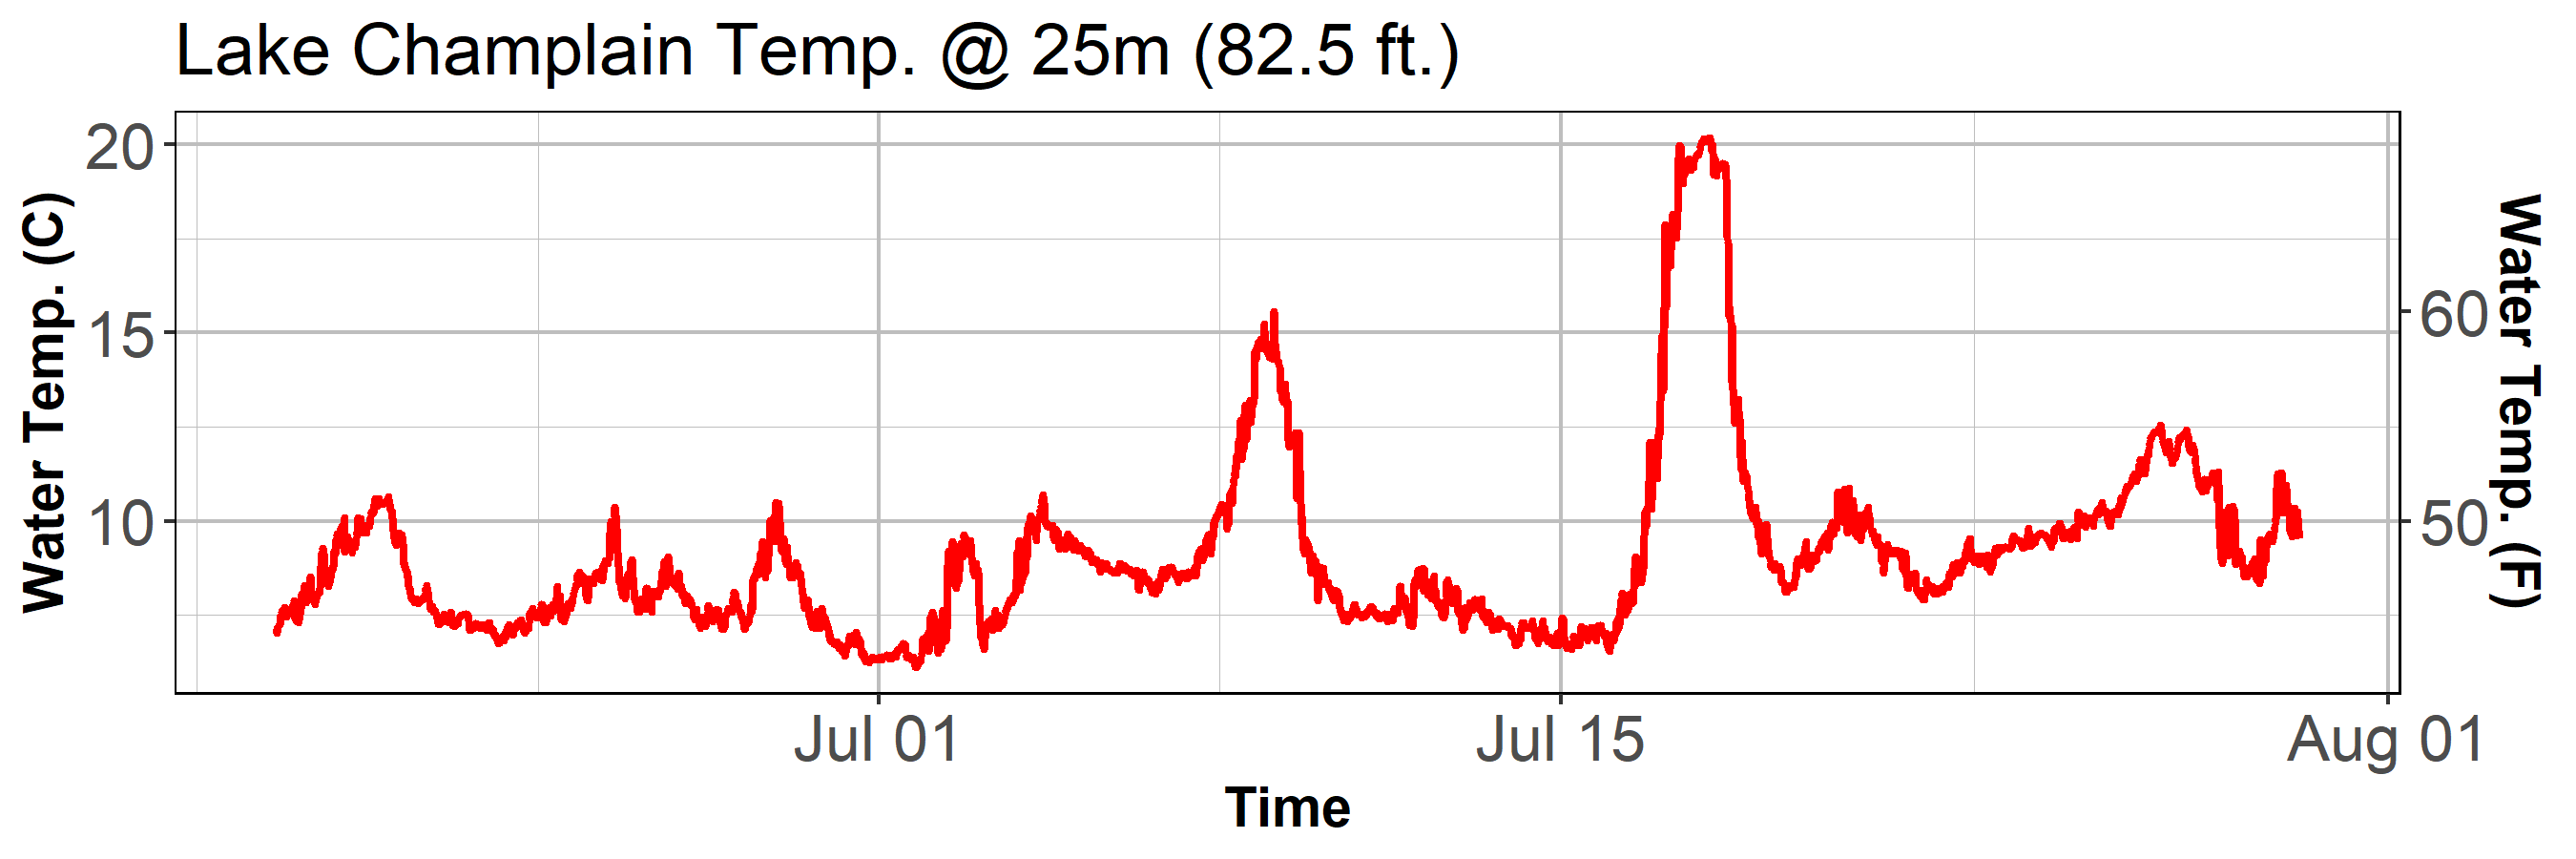 Lake Champlain Temp. @ 25m (82.5 ft.)
20
15
10
Water Temp. (C)
60
50
Water Temp. (F)
Jul 01
Jul 15
Aug 01
Time